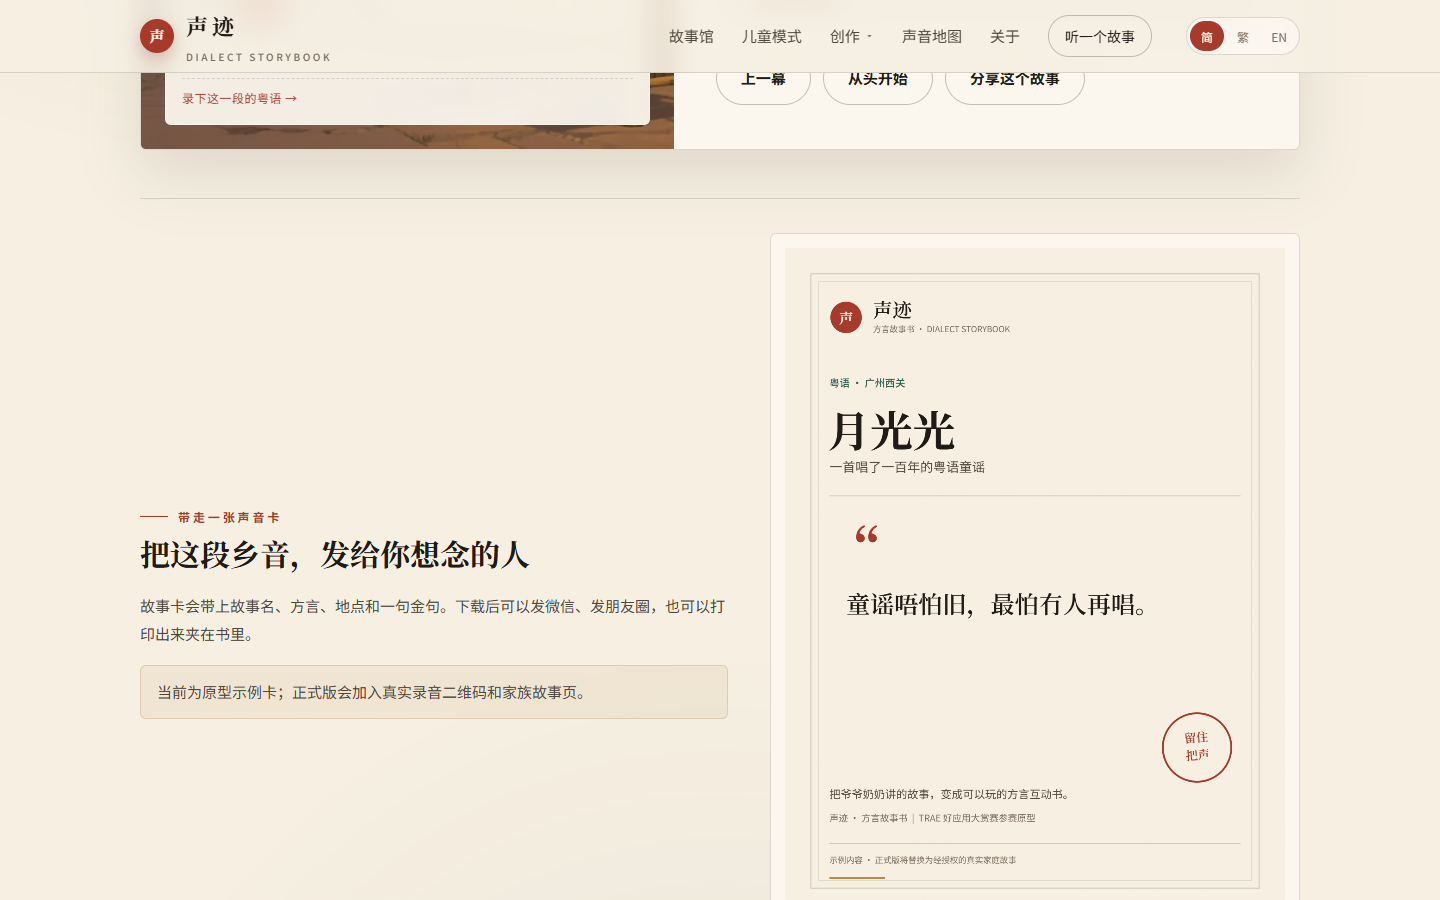 声
声迹
DIALECT STORYBOOK
故事馆
儿童模式
创作
声音地图
关于
听一个故事
简
繁
EN
录下这一段的粤语 →
上一幕
从头开始
分享这个故事
带走一张声音卡
把这段乡音，发给你想念的人
故事卡会带上故事名、方言、地点和一句金句。下载后可以发微信、发朋友圈，也可以打
印出来夹在书里。
当前为原型示例卡；正式版会加入真实录音二维码和家族故事页。
声
声迹
方言故事书 · DIALECT STORYBOOK
粤语 · 广州西关
月光光
一首唱了一百年的粤语童谣
“
童谣唔怕旧，最怕冇人再唱。
留住
把声
把爷爷奶奶讲的故事，变成可以玩的方言互动书。
声迹 · 方言故事书 | TRAE 好应用大赏赛参赛原型
示例内容 · 正式版将替换为经授权的真实家庭故事